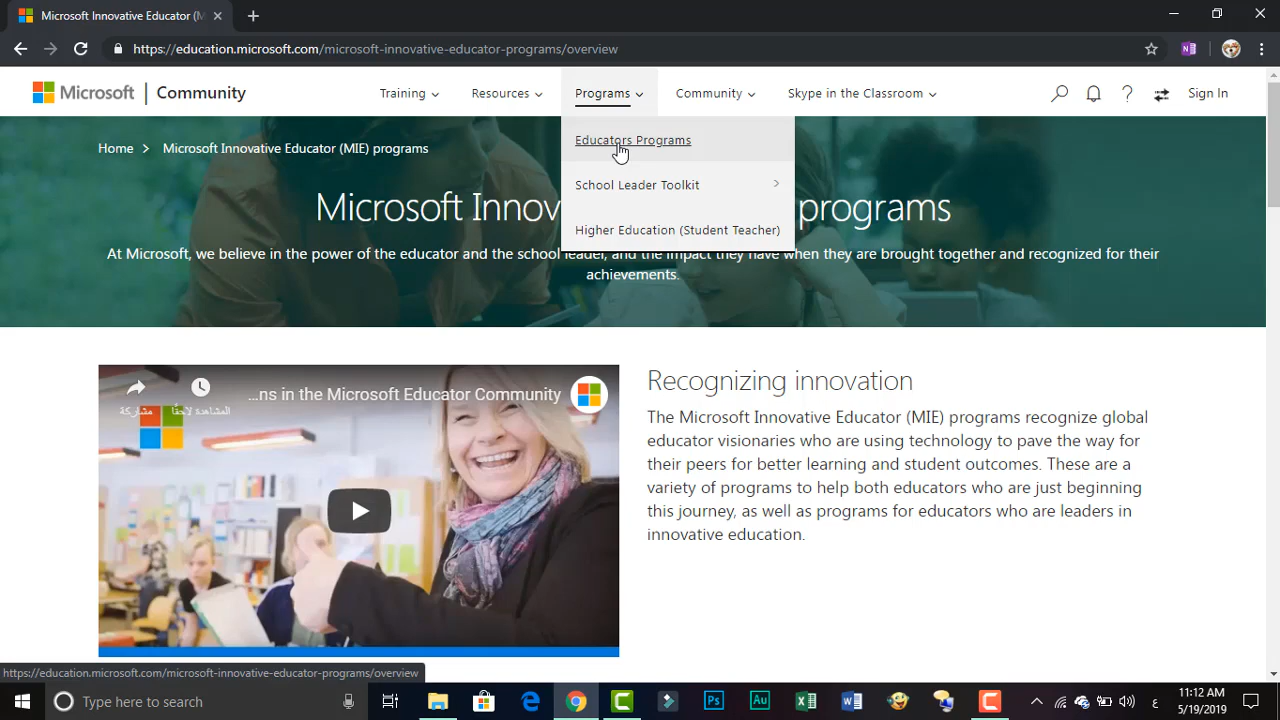 Microsoft Innovative Educator (M
https://education.microsoft.com/microsoft-innovative-educator-programs/overview
Microsoft Community Training Resources Programs Community Skype in the Classroom Sign In
Educators Programs
School Leader Toolkit
Higher Education (Student Teacher)
Home > Microsoft Innovative Educator (MIE) programs
Microsoft Innov programs
At Microsoft, we believe in the power of the educator and the school leader, and the impact they have when they are brought together and recognized for their
achievements.
...ns in the Microsoft Educator Community
مشاركة المشاهدة لاحقًا
Recognizing innovation
The Microsoft Innovative Educator (MIE) programs recognize global
educator visionaries who are using technology to pave the way for
their peers for better learning and student outcomes. These are a
variety of programs to help both educators who are just beginning
this journey, as well as programs for educators who are leaders in
innovative education.
https://education.microsoft.com/microsoft-innovative-educator-programs/overview
Type here to search
Ps
Au
ع
11:12 AM
5/19/2019